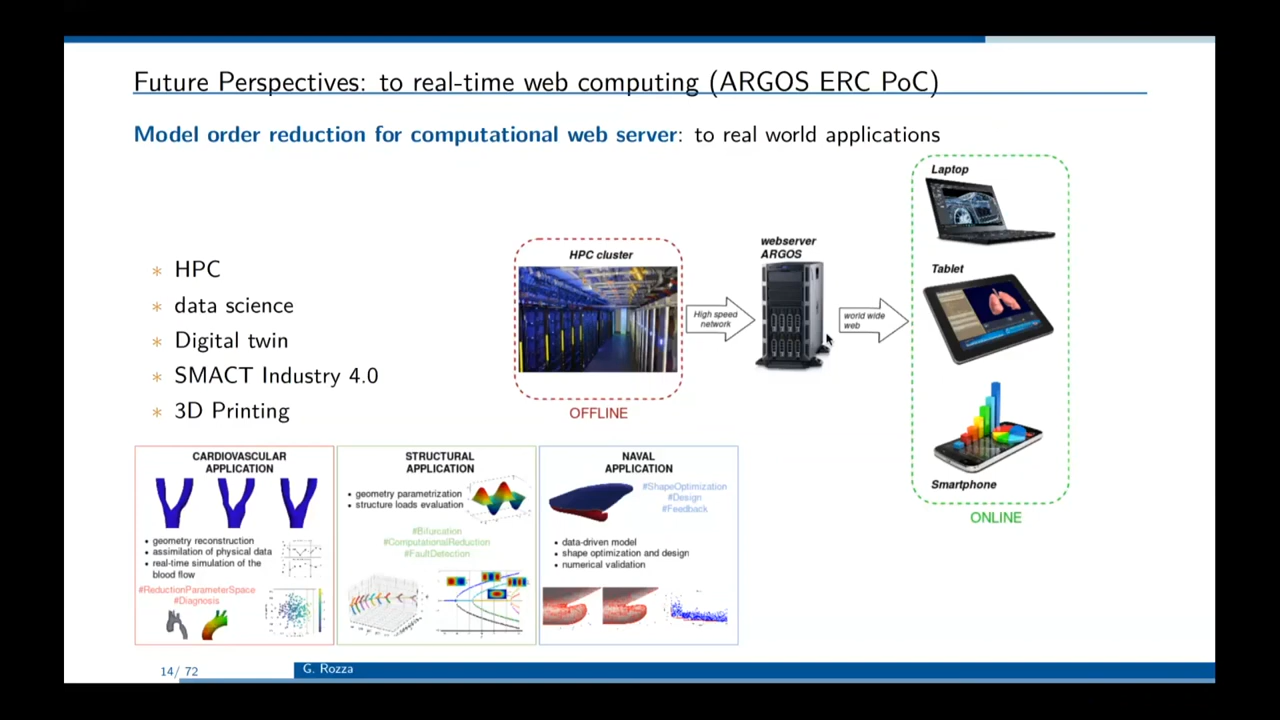 Future Perspectives: to real-time web computing (ARGOS ERC PoC)
Model order reduction for computational web server: to real world applications
* HPC
* data science
* Digital twin
* SMACT Industry 4.0
* 3D Printing
HPC cluster
OFFLINE
High speed
network
webserver
ARGOS
world wide
web
Laptop
Tablet
Smartphone
ONLINE
CARDIOVASCULAR
APPLICATION
• geometry reconstruction
• assimilation of physical data
• real-time simulation of the
blood flow
#ReductionParameterSpace
#Diagnosis
STRUCTURAL
APPLICATION
• geometry parametrization
• structure loads evaluation
#Bifurcation
#ComputationalReduction
#FaultDetection
NAVAL
APPLICATION
#ShapeOptimization
#Design
#Feedback
• data-driven model
• shape optimization and design
• numerical validation
14/ 72
G. Rozza